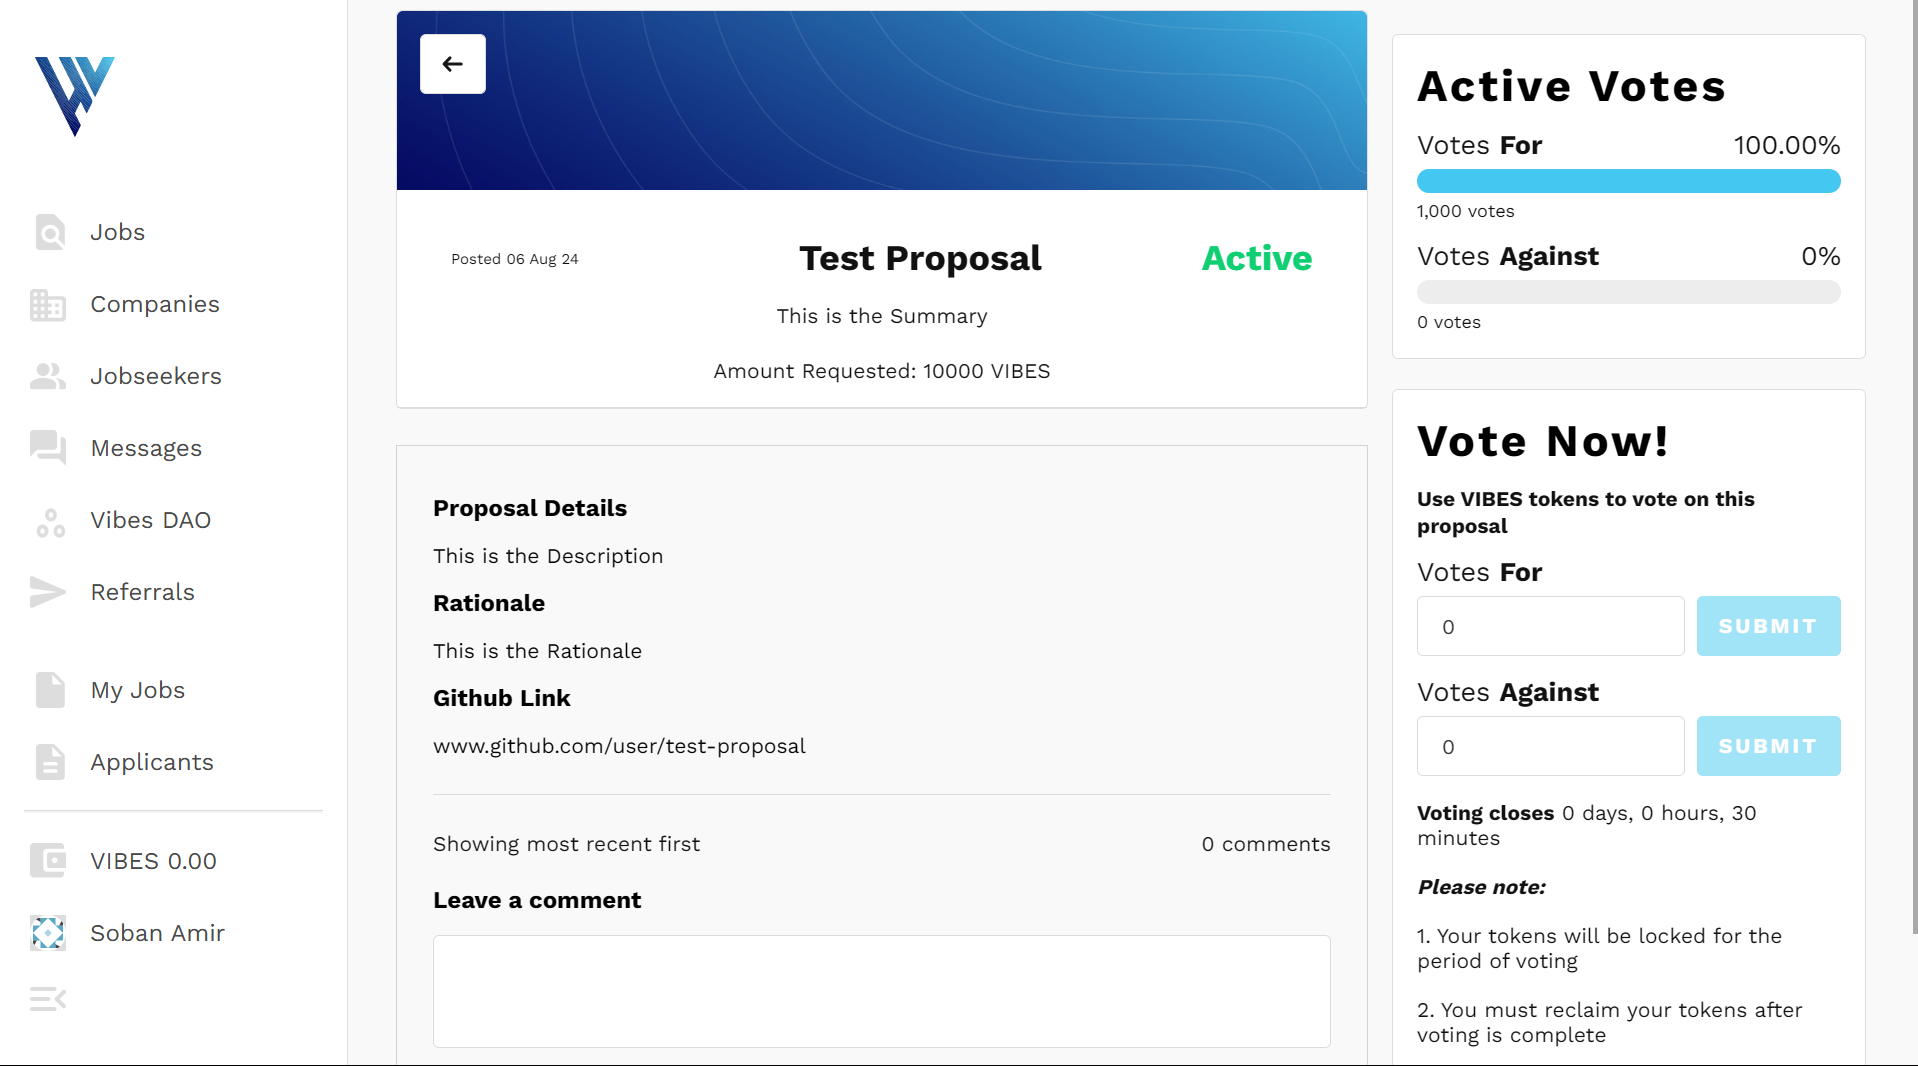 Jobs
Companies
Jobseekers
Messages
Vibes DAO
Referrals
My Jobs
Applicants
VIBES 0.00
Soban Amir
Posted 06 Aug 24
Test Proposal
Active
This is the Summary
Amount Requested: 10000 VIBES
Proposal Details
This is the Description
Rationale
This is the Rationale
Github Link
www.github.com/user/test-proposal
Showing most recent first
0 comments
Leave a comment
Active Votes
Votes For
100.00%
1,000 votes
Votes Against
0%
0 votes
Vote Now!
Use VIBES tokens to vote on this
proposal
Votes For
0
SUBMIT
Votes Against
0
SUBMIT
Voting closes 0 days, 0 hours, 30
minutes
Please note:
1. Your tokens will be locked for the
period of voting
2. You must reclaim your tokens after
voting is complete